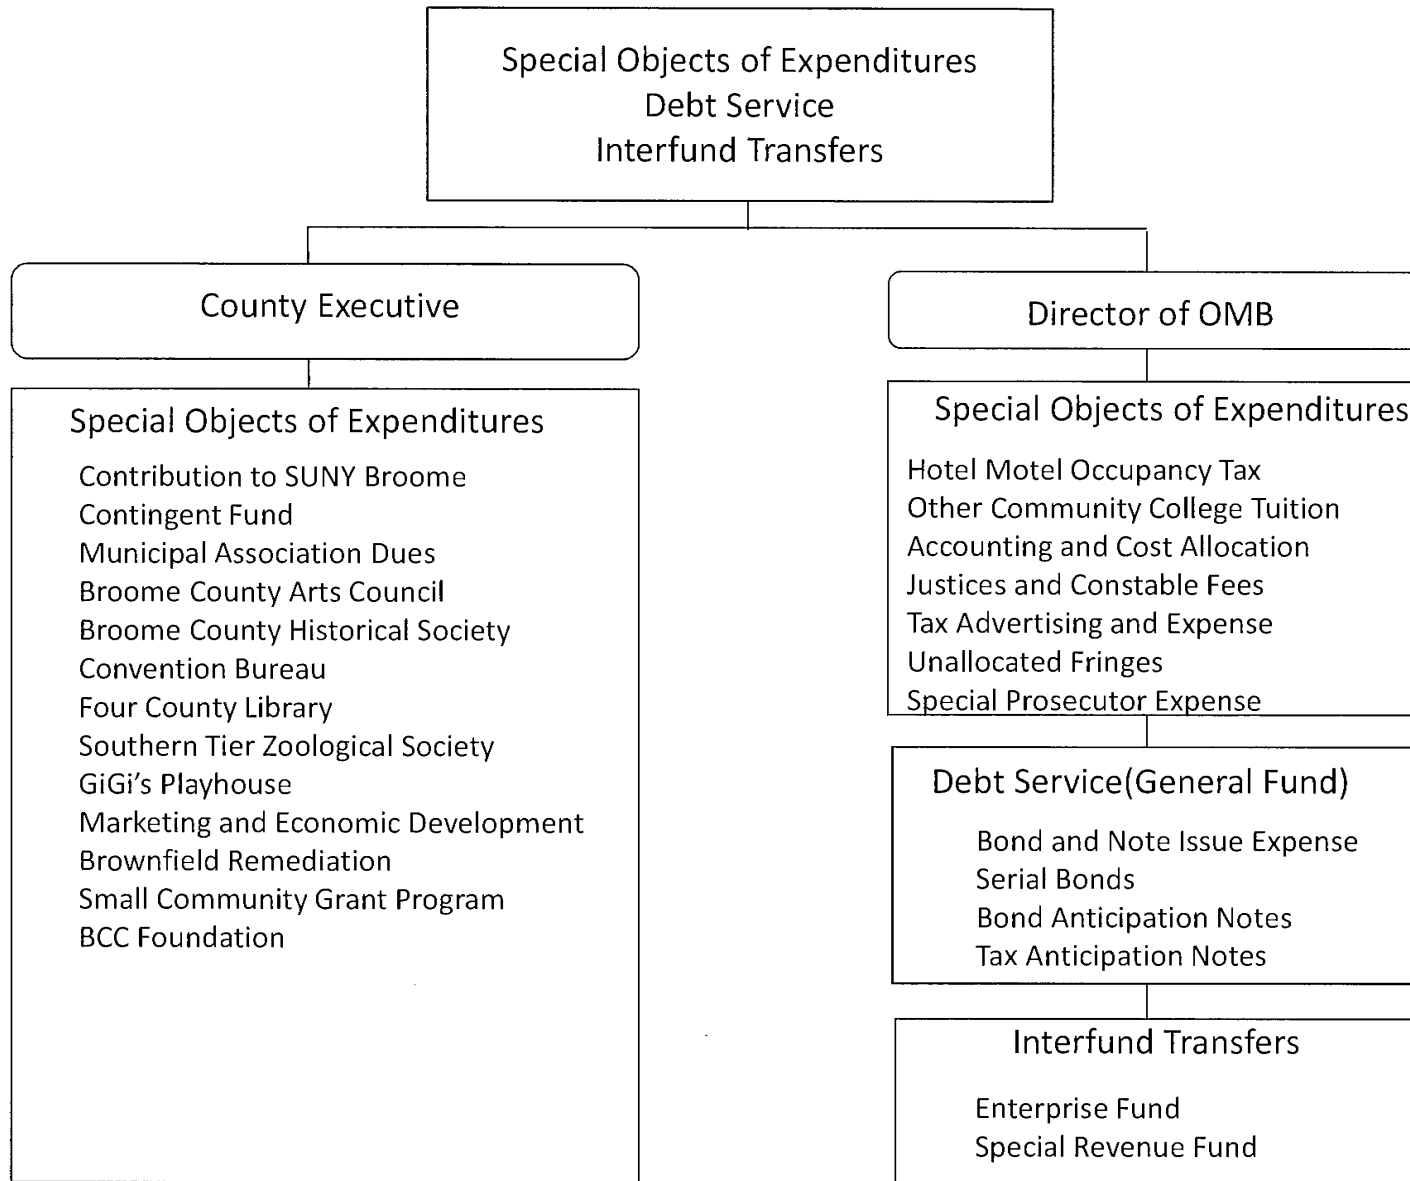 Special Objects of Expenditures
Debt Service
Interfund Transfers
County Executive
Special Objects of Expenditures
Contribution to SUNY Broome
Contingent Fund
Municipal Association Dues
Broome County Arts Council
Broome County Historical Society
Convention Bureau
Four County Library
Southern Tier Zoological Society
GiGi's Playhouse
Marketing and Economic Development
Brownfield Remediation
Small Community Grant Program
BCC Foundation
Director of OMB
Special Objects of Expenditures
Hotel Motel Occupancy Tax
Other Community College Tuition
Accounting and Cost Allocation
Justices and Constable Fees
Tax Advertising and Expense
Unallocated Fringes
Special Prosecutor Expense
Debt Service(General Fund)
Bond and Note Issue Expense
Serial Bonds
Bond Anticipation Notes
Tax Anticipation Notes
Interfund Transfers
Enterprise Fund
Special Revenue Fund